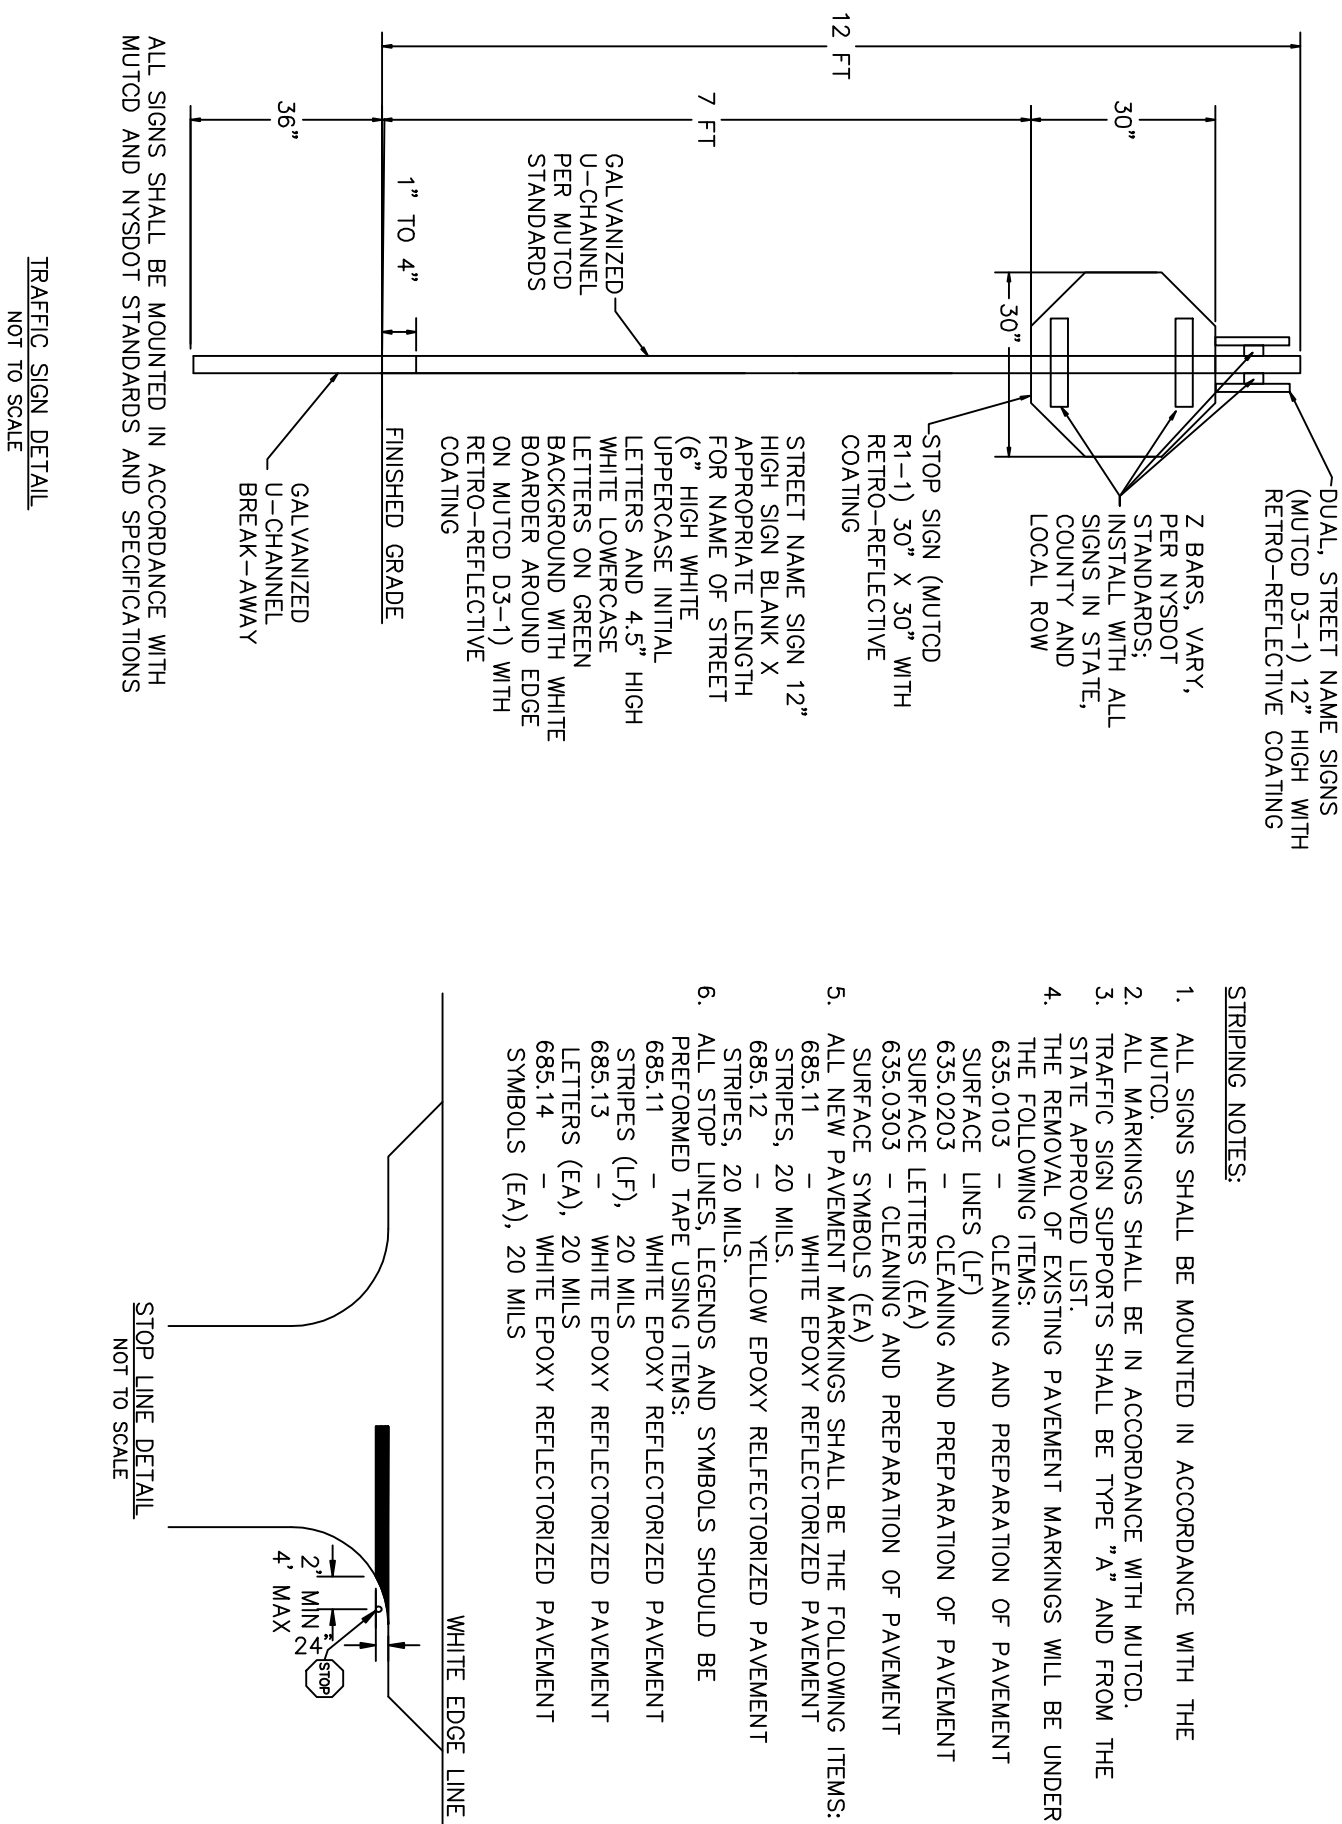 12 FT
7 FT
30"
36"
1" TO 4"
30"
DUAL, STREET NAME SIGNS
(MUTCD D3-1) 12" HIGH WITH
RETRO-REFLECTIVE COATING
Z BARS, VARY,
PER NYSDOT
STANDARDS;
INSTALL WITH ALL
SIGNS IN STATE,
COUNTY AND
LOCAL ROW
STOP SIGN (MUTCD
R1-1) 30" X 30" WITH
RETRO-REFLECTIVE
COATING
STREET NAME SIGN 12"
HIGH SIGN BLANK X
APPROPRIATE LENGTH
FOR NAME OF STREET
(6" HIGH WHITE
UPPERCASE INITIAL
LETTERS AND 4.5" HIGH
WHITE LOWERCASE
LETTERS ON GREEN
BACKGROUND WITH WHITE
BOARDER AROUND EDGE
ON MUTCD D3-1) WITH
RETRO-REFLECTIVE
COATING
GALVANIZED
U-CHANNEL
PER MUTCD
STANDARDS
FINISHED GRADE
GALVANIZED
U-CHANNEL
BREAK-AWAY
ALL SIGNS SHALL BE MOUNTED IN ACCORDANCE WITH
MUTCD AND NYSDOT STANDARDS AND SPECIFICATIONS
TRAFFIC SIGN DETAIL
NOT TO SCALE
STRIPING NOTES:
1. ALL SIGNS SHALL BE MOUNTED IN ACCORDANCE WITH THE
MUTCD.
2. ALL MARKINGS SHALL BE IN ACCORDANCE WITH MUTCD.
3. TRAFFIC SIGN SUPPORTS SHALL BE TYPE "A" AND FROM THE
STATE APPROVED LIST.
4. THE REMOVAL OF EXISTING PAVEMENT MARKINGS WILL BE UNDER
THE FOLLOWING ITEMS:
635.0103 - CLEANING AND PREPARATION OF PAVEMENT
SURFACE LINES (LF)
635.0203 - CLEANING AND PREPARATION OF PAVEMENT
SURFACE LETTERS (EA)
635.0303 - CLEANING AND PREPARATION OF PAVEMENT
SURFACE SYMBOLS (EA)
5. ALL NEW PAVEMENT MARKINGS SHALL BE THE FOLLOWING ITEMS:
685.11 - WHITE EPOXY REFLECTORIZED PAVEMENT
STRIPES, 20 MILS.
685.12 - YELLOW EPOXY RELFECTORIZED PAVEMENT
STRIPES, 20 MILS.
6. ALL STOP LINES, LEGENDS AND SYMBOLS SHOULD BE
PREFORMED TAPE USING ITEMS:
685.11 - WHITE EPOXY REFLECTORIZED PAVEMENT
STRIPES (LF), 20 MILS
685.13 - WHITE EPOXY REFLECTORIZED PAVEMENT
LETTERS (EA), 20 MILS
685.14 - WHITE EPOXY REFLECTORIZED PAVEMENT
SYMBOLS (EA), 20 MILS
WHITE EDGE LINE
2' MIN
4' MAX
24"
STOP
STOP LINE DETAIL
NOT TO SCALE